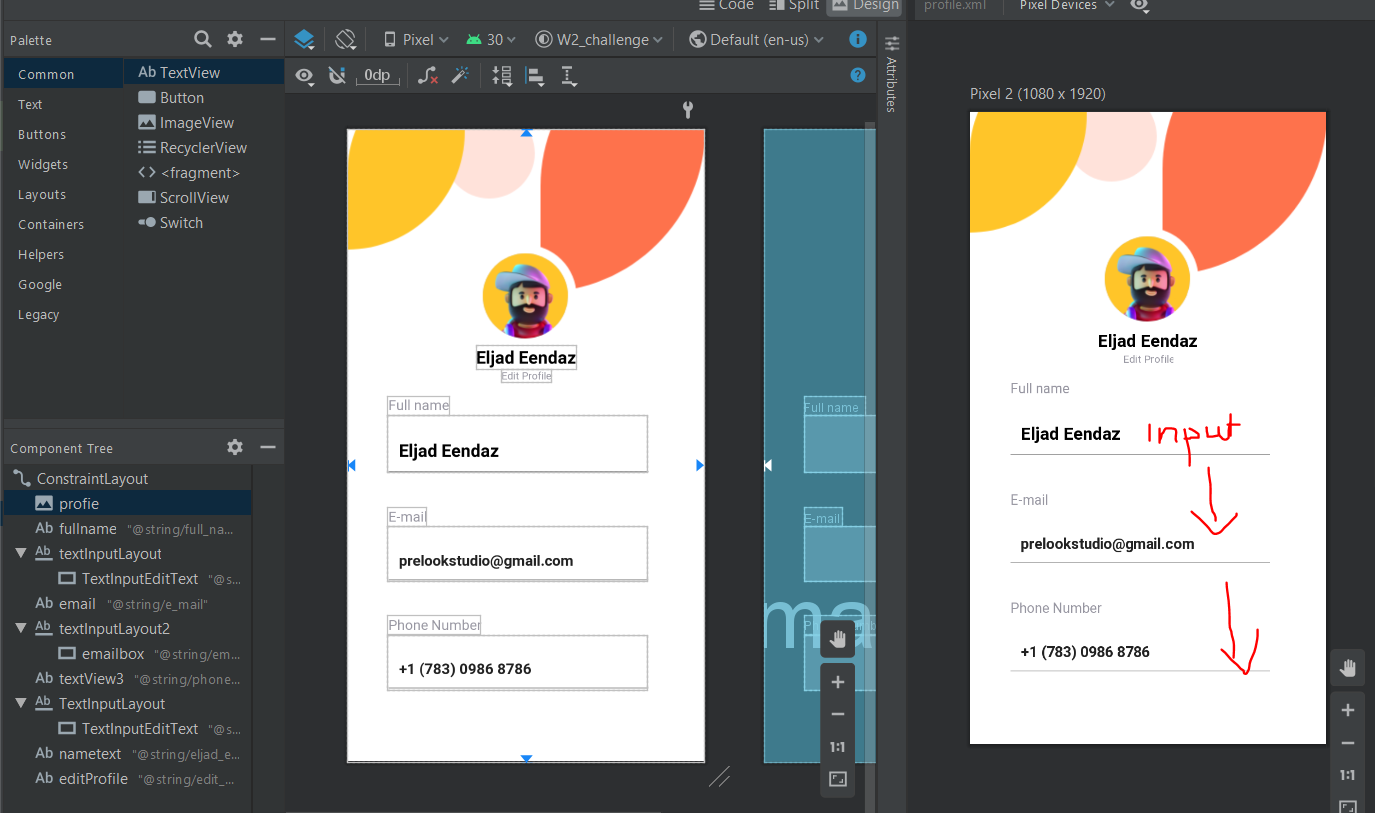 Code Split Design
profile.xml Pixel Devices
Palette
Pixel 30 W2_challenge Default (en-us)
0dp
Attributes
Common
Text
Buttons
Widgets
Layouts
Containers
Helpers
Google
Legacy
Ab TextView
Button
ImageView
RecyclerView
<fragment>
ScrollView
Switch
Component Tree
ConstraintLayout
profie
Ab fullname "@string/full_na...
Ab textInputLayout
TextInputEditText "@s...
Ab email "@string/e_mail"
Ab textInputLayout2
emailbox "@string/em...
Ab textView3 "@string/phone...
Ab TextInputLayout
TextInputEditText "@s...
Ab nametext "@string/eljad_e...
Ab editProfile "@string/edit_...
Eljad Eendaz
Edit Profile
Full name
Eljad Eendaz
E-mail
prelookstudio@gmail.com
Phone Number
+1 (783) 0986 8786
Full name
E-mail
ma
1:1
Pixel 2 (1080 x 1920)
Eljad Eendaz
Edit Profile
Full name
Eljad Eendaz Input
E-mail
prelookstudio@gmail.com
Phone Number
+1 (783) 0986 8786
1:1